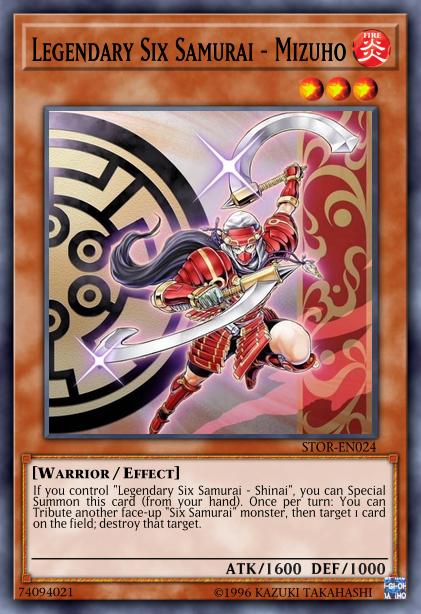 LEGENDARY SIX SAMURAI - MIZUHO
FIRE
炎
STOR-EN024
[WARRIOR / EFFECT]
If you control "Legendary Six Samurai - Shinai", you can Special
Summon this card (from your hand). Once per turn: You can
Tribute another face-up "Six Samurai" monster, then target 1 card
on the field; destroy that target.
ATK/1600 DEF/1000
74094021
©1996 KAZUKI TAKAHASHI